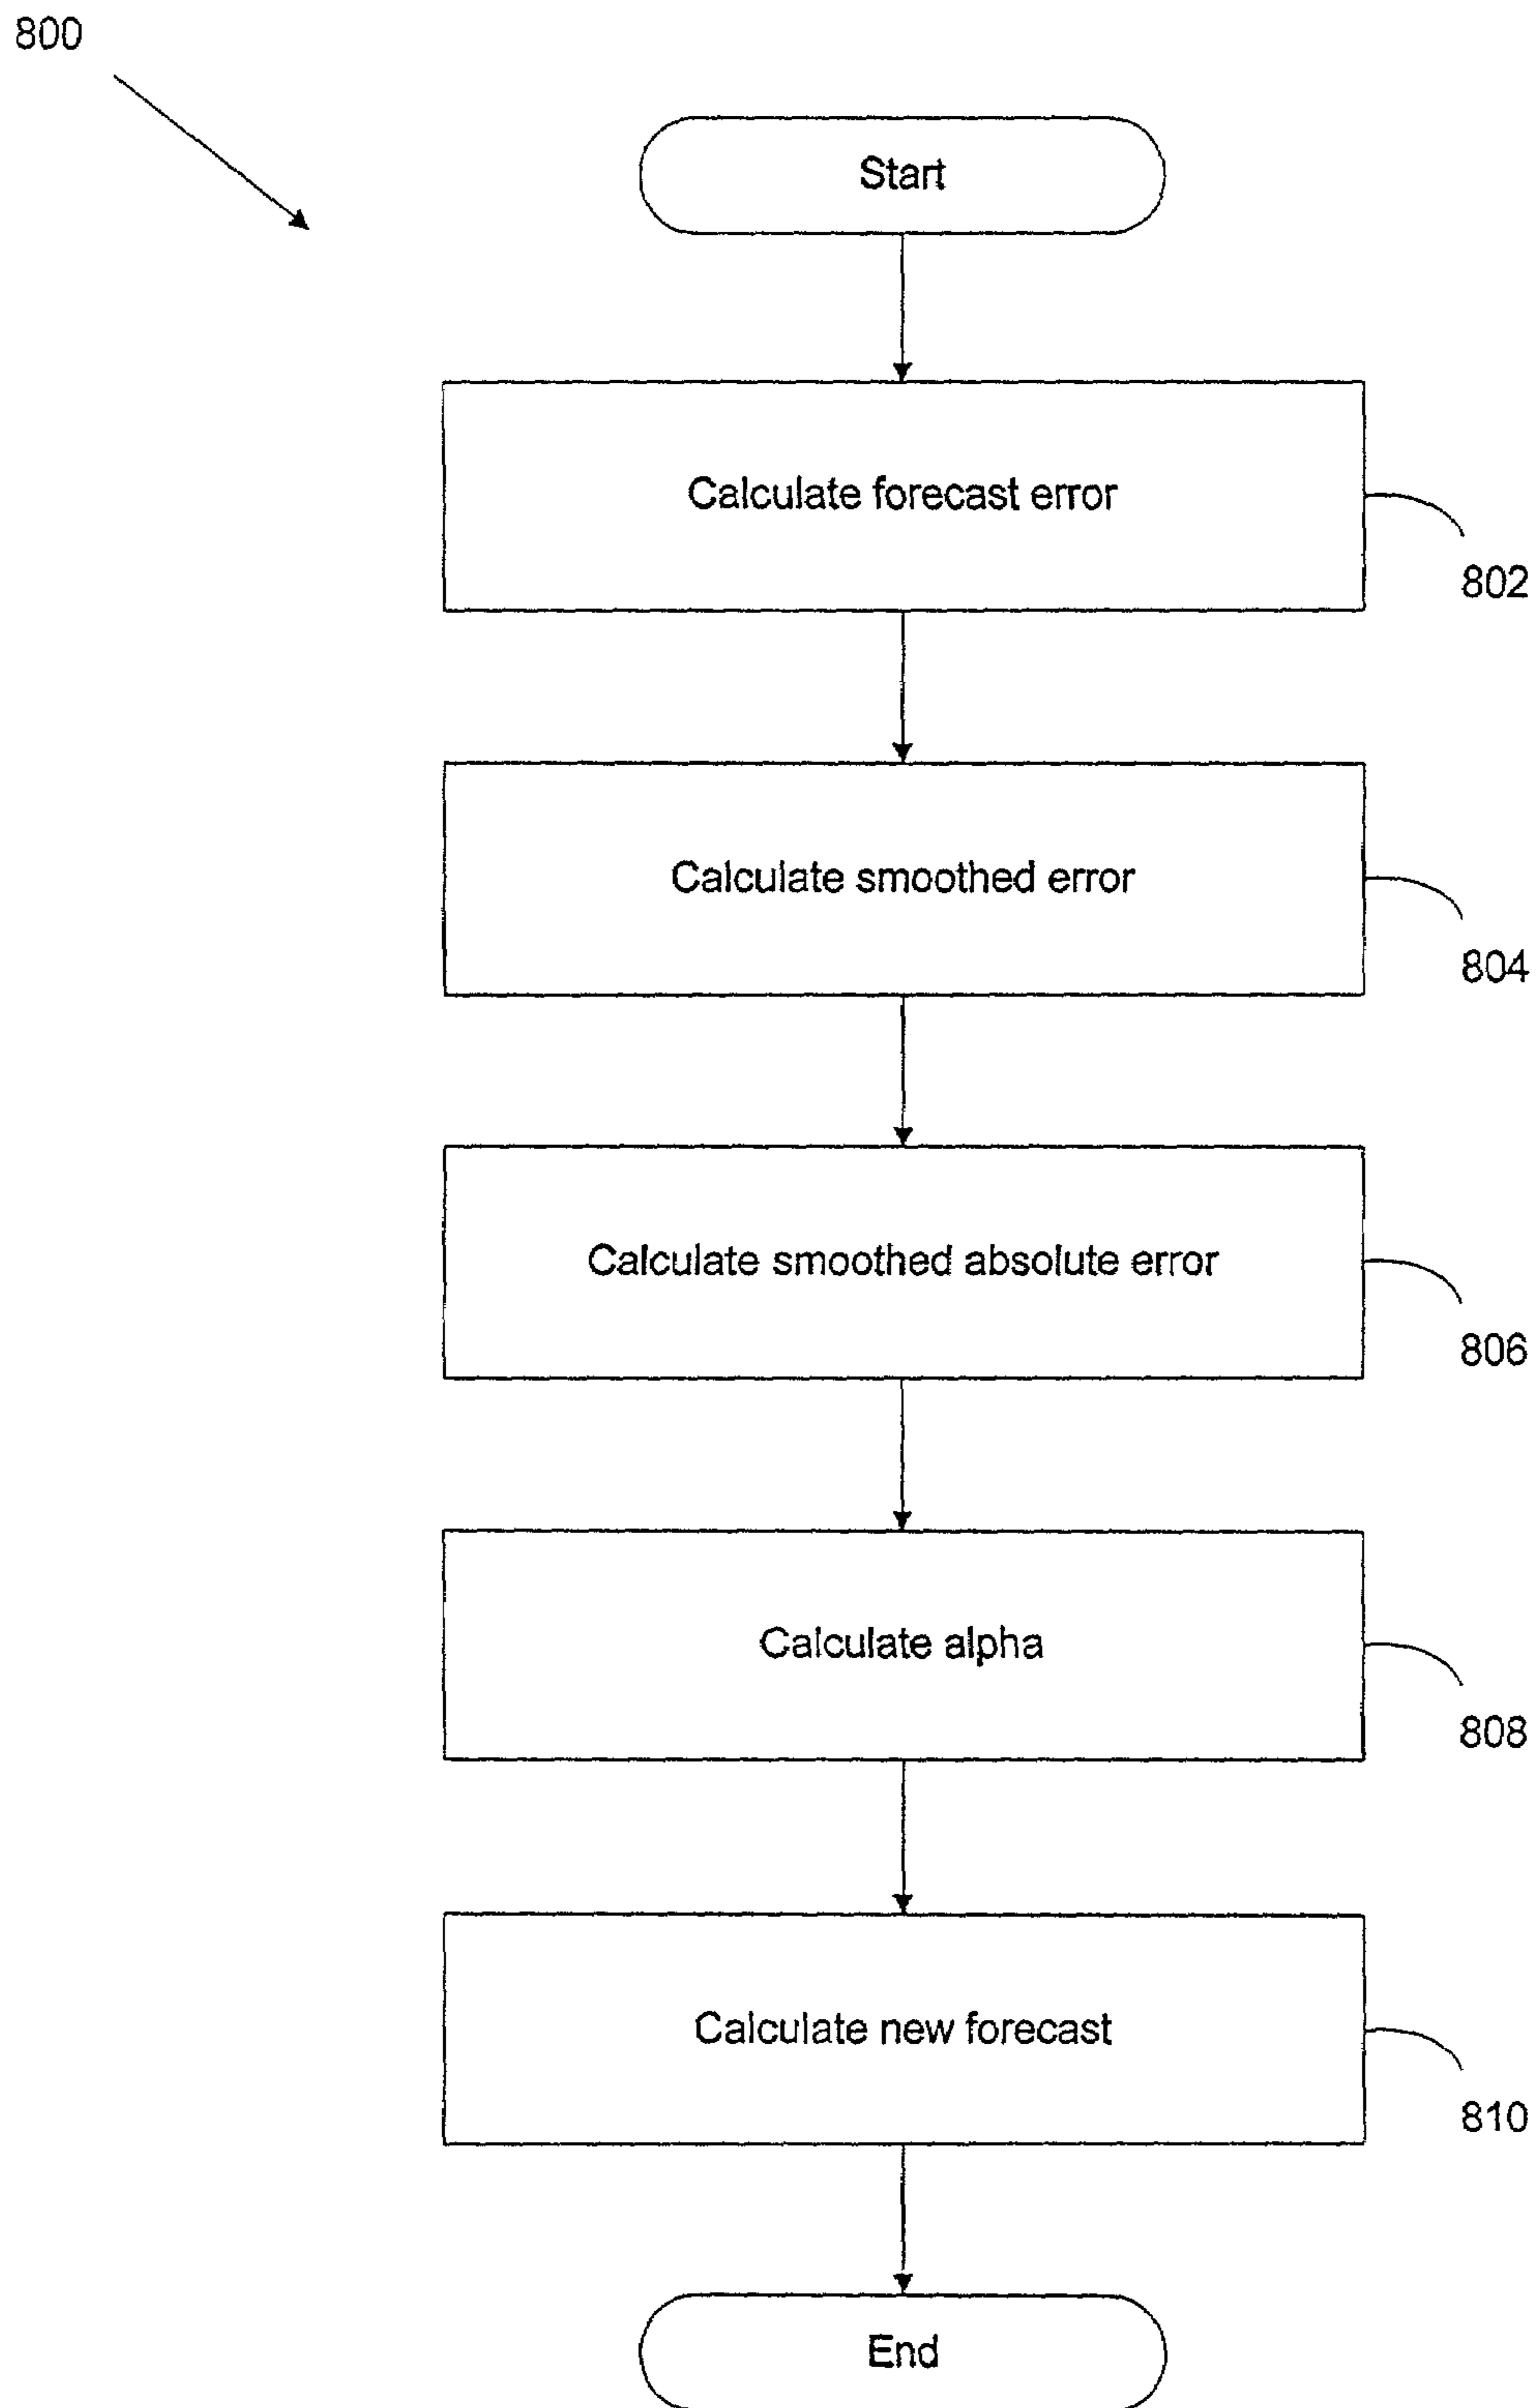 800
Start
Calculate forecast error
802
Calculate smoothed error
804
Calculate smoothed absolute error
806
Calculate alpha
808
Calculate new forecast
810
End